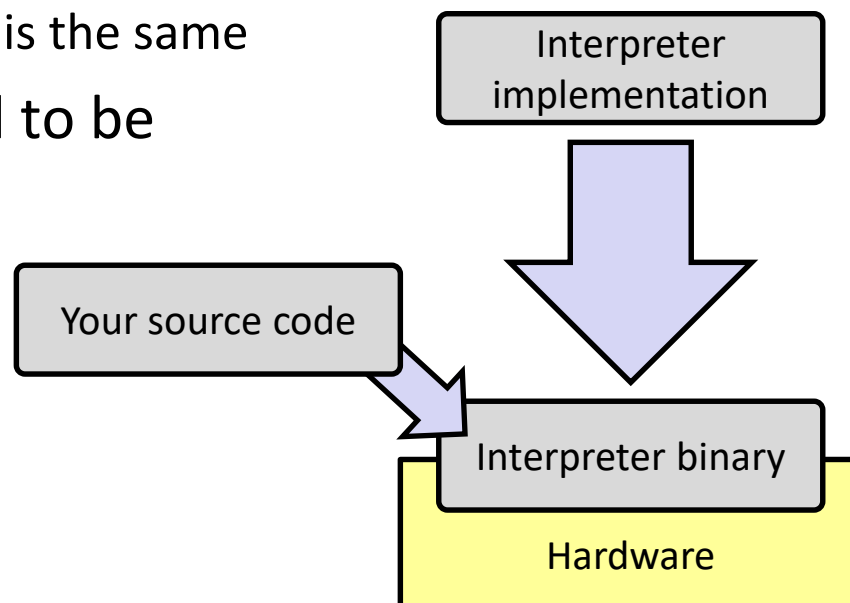 is the same
to be
Interpreter
implementation
Your source code
Interpreter binary
Hardware